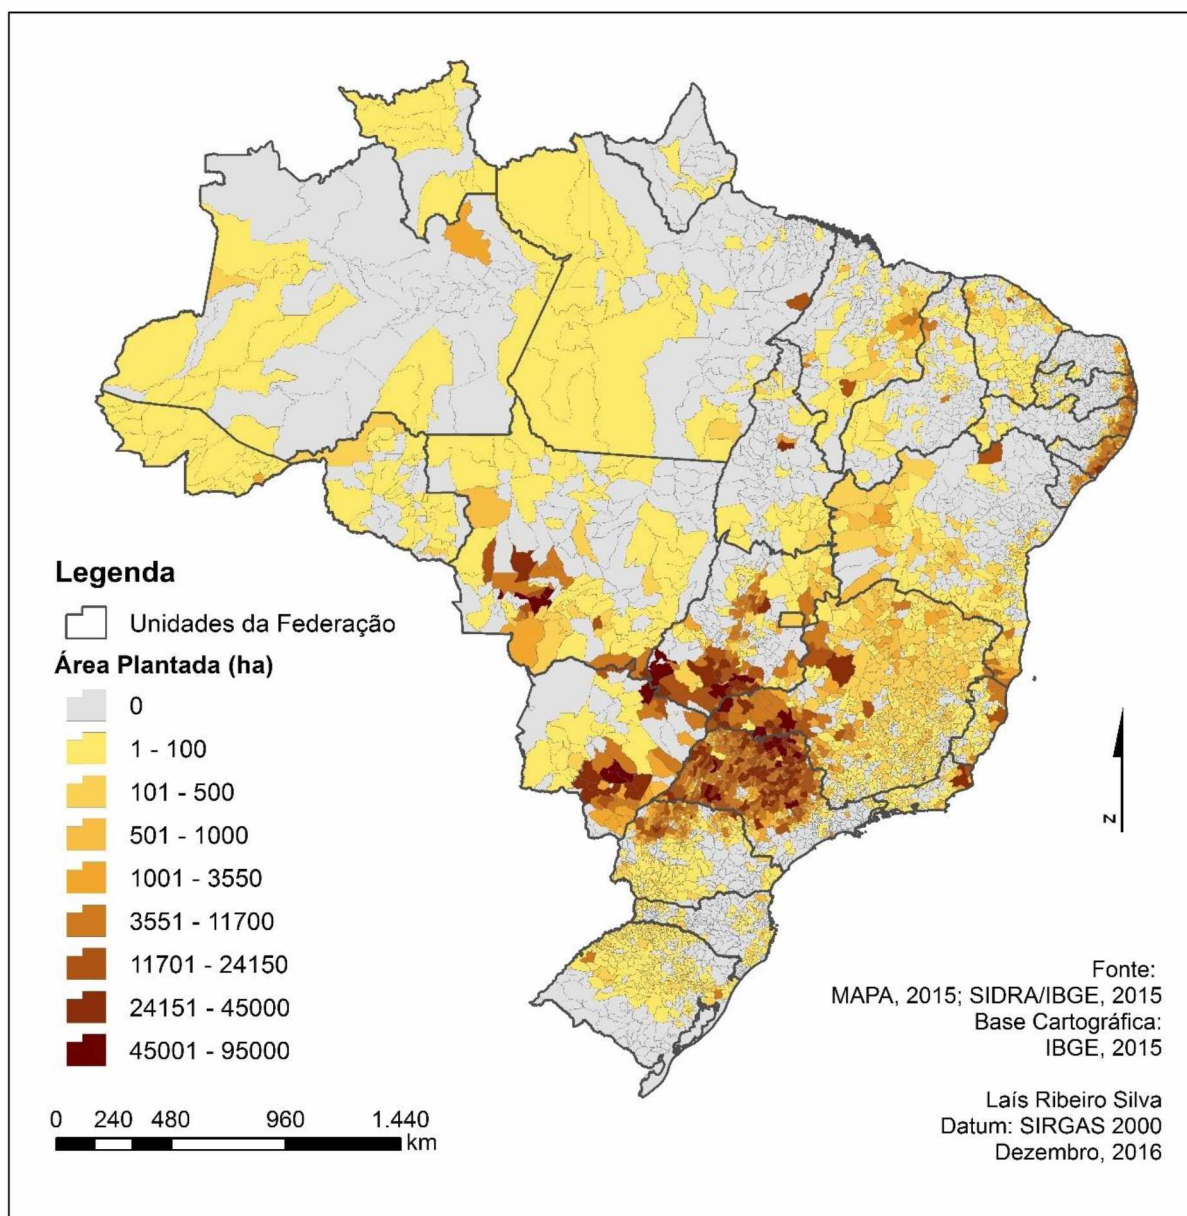 Legenda
Unidades da Federação
Área Plantada (ha)
0
1 - 100
101 - 500
501 - 1000
1001 - 3550
3551 - 11700
11701 - 24150
24151 - 45000
45001 - 95000
0 240 480 960 1.440
km
N
Fonte:
MAPA, 2015; SIDRA/IBGE, 2015
Base Cartográfica:
IBGE, 2015
Laís Ribeiro Silva
Datum: SIRGAS 2000
Dezembro, 2016